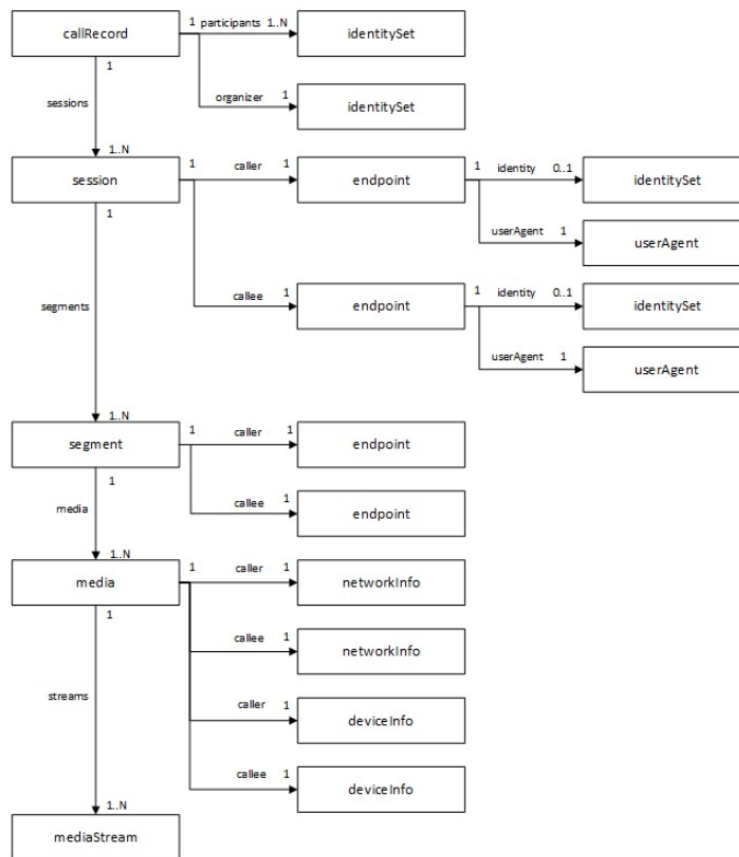 1 participants 1..N
callRecord
identitySet
1
organizer 1
identitySet
sessions
1..N
1 caller 1
session
endpoint
1 identity 0..1
identitySet
1
userAgent 1
userAgent
callee 1
endpoint
1 identity 0..1
identitySet
segments
userAgent 1
userAgent
1..N
1 caller 1
segment
endpoint
1
callee 1
endpoint
media
1..N
1 caller 1
media
networkInfo
1
callee 1
networkInfo
streams
caller 1
deviceInfo
callee 1
deviceInfo
1..N
mediaStream